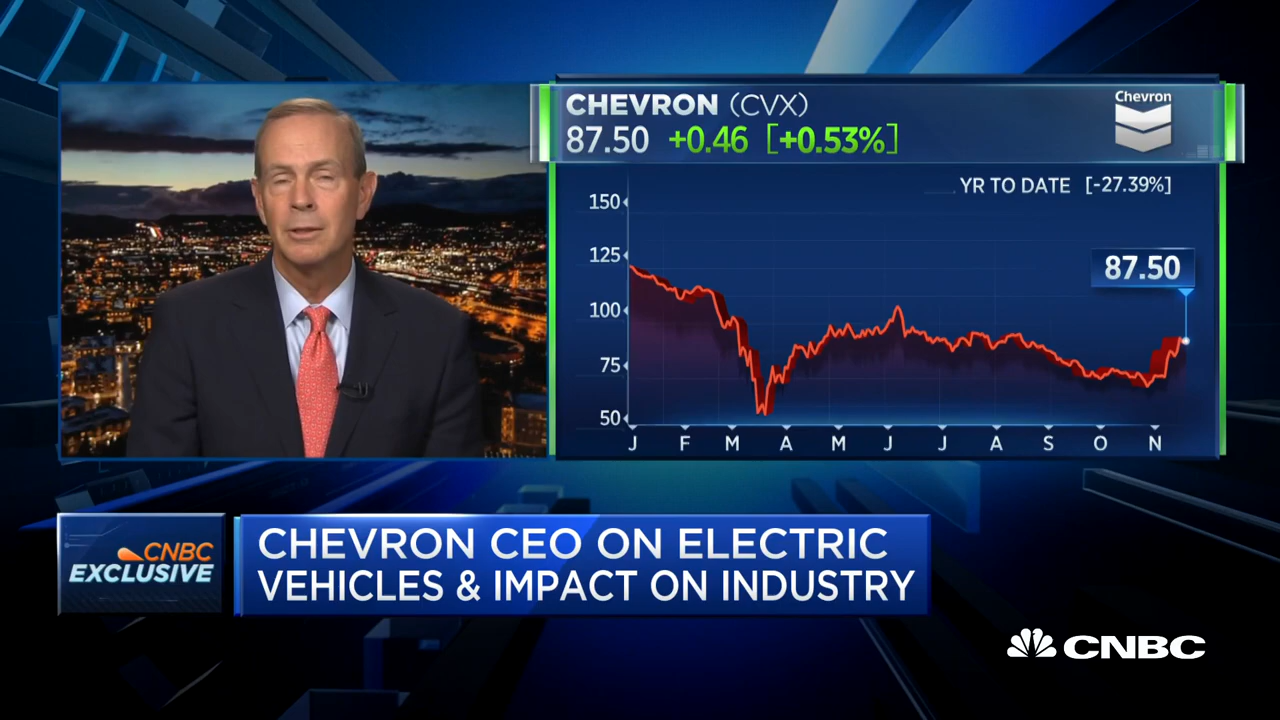 CHEVRON (CVX)
87.50 +0.46 [+0.53%]
Chevron
YR TO DATE [-27.39%]
150
125
100
75
50
87.50
J F M A M J J A S O N
CNBC
EXCLUSIVE
CHEVRON CEO ON ELECTRIC
VEHICLES & IMPACT ON INDUSTRY
CNBC